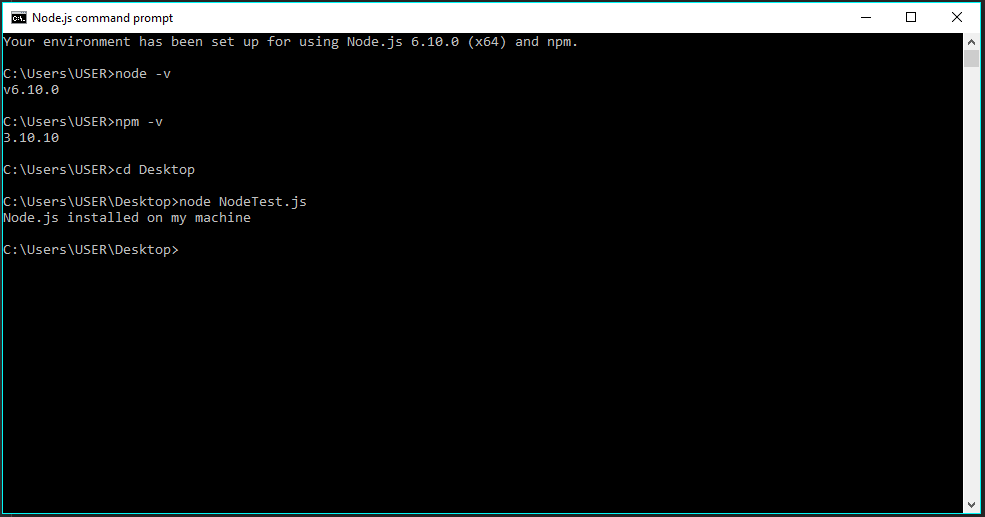 Node.js command prompt
Your environment has been set up for using Node.js 6.10.0 (x64) and npm.
C:\Users\USER>node -v
v6.10.0
C:\Users\USER>npm -v
3.10.10
C:\Users\USER>cd Desktop
C:\Users\USER\Desktop>node NodeTest.js
Node.js installed on my machine
C:\Users\USER\Desktop>